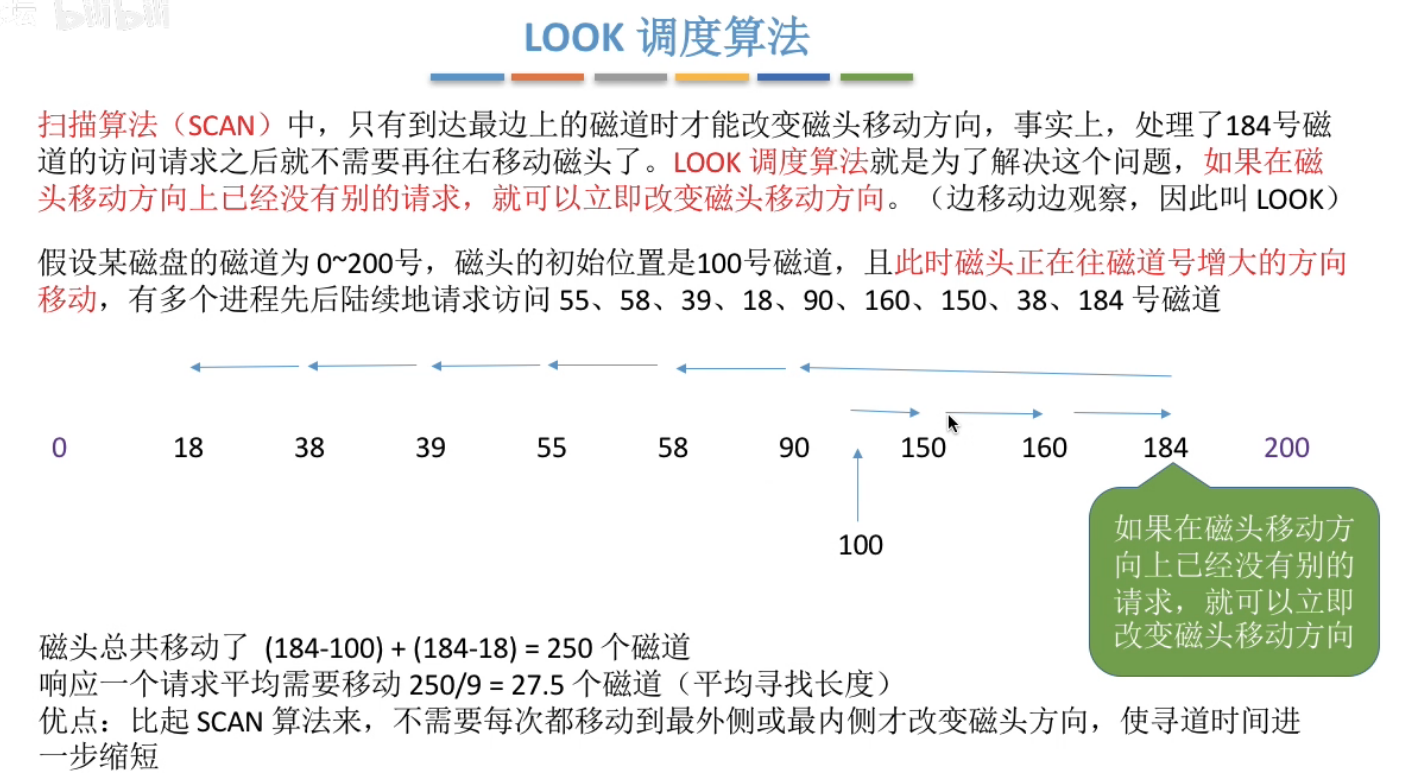 坛 bilibili
LOOK 调度算法
扫描算法（SCAN）中，只有到达最边上的磁道时才能改变磁头移动方向，事实上，处理了184号磁
道的访问请求之后就不需要再往右移动磁头了。LOOK 调度算法就是为了解决这个问题，如果在磁
头移动方向上已经没有别的请求，就可以立即改变磁头移动方向。（边移动边观察，因此叫 LOOK）
假设某磁盘的磁道为 0~200号，磁头的初始位置是100号磁道，且此时磁头正在往磁道号增大的方向
移动，有多个进程先后陆续地请求访问 55、58、39、18、90、160、150、38、184 号磁道
0 18 38 39 55 58 90 150 160 184 200
100
如果在磁头移动方
向上已经没有别的
请求，就可以立即
改变磁头移动方向
磁头总共移动了 (184-100) + (184-18) = 250 个磁道
响应一个请求平均需要移动 250/9 = 27.5 个磁道（平均寻找长度）
优点：比起 SCAN 算法来，不需要每次都移动到最外侧或最内侧才改变磁头方向，使寻道时间进
一步缩短